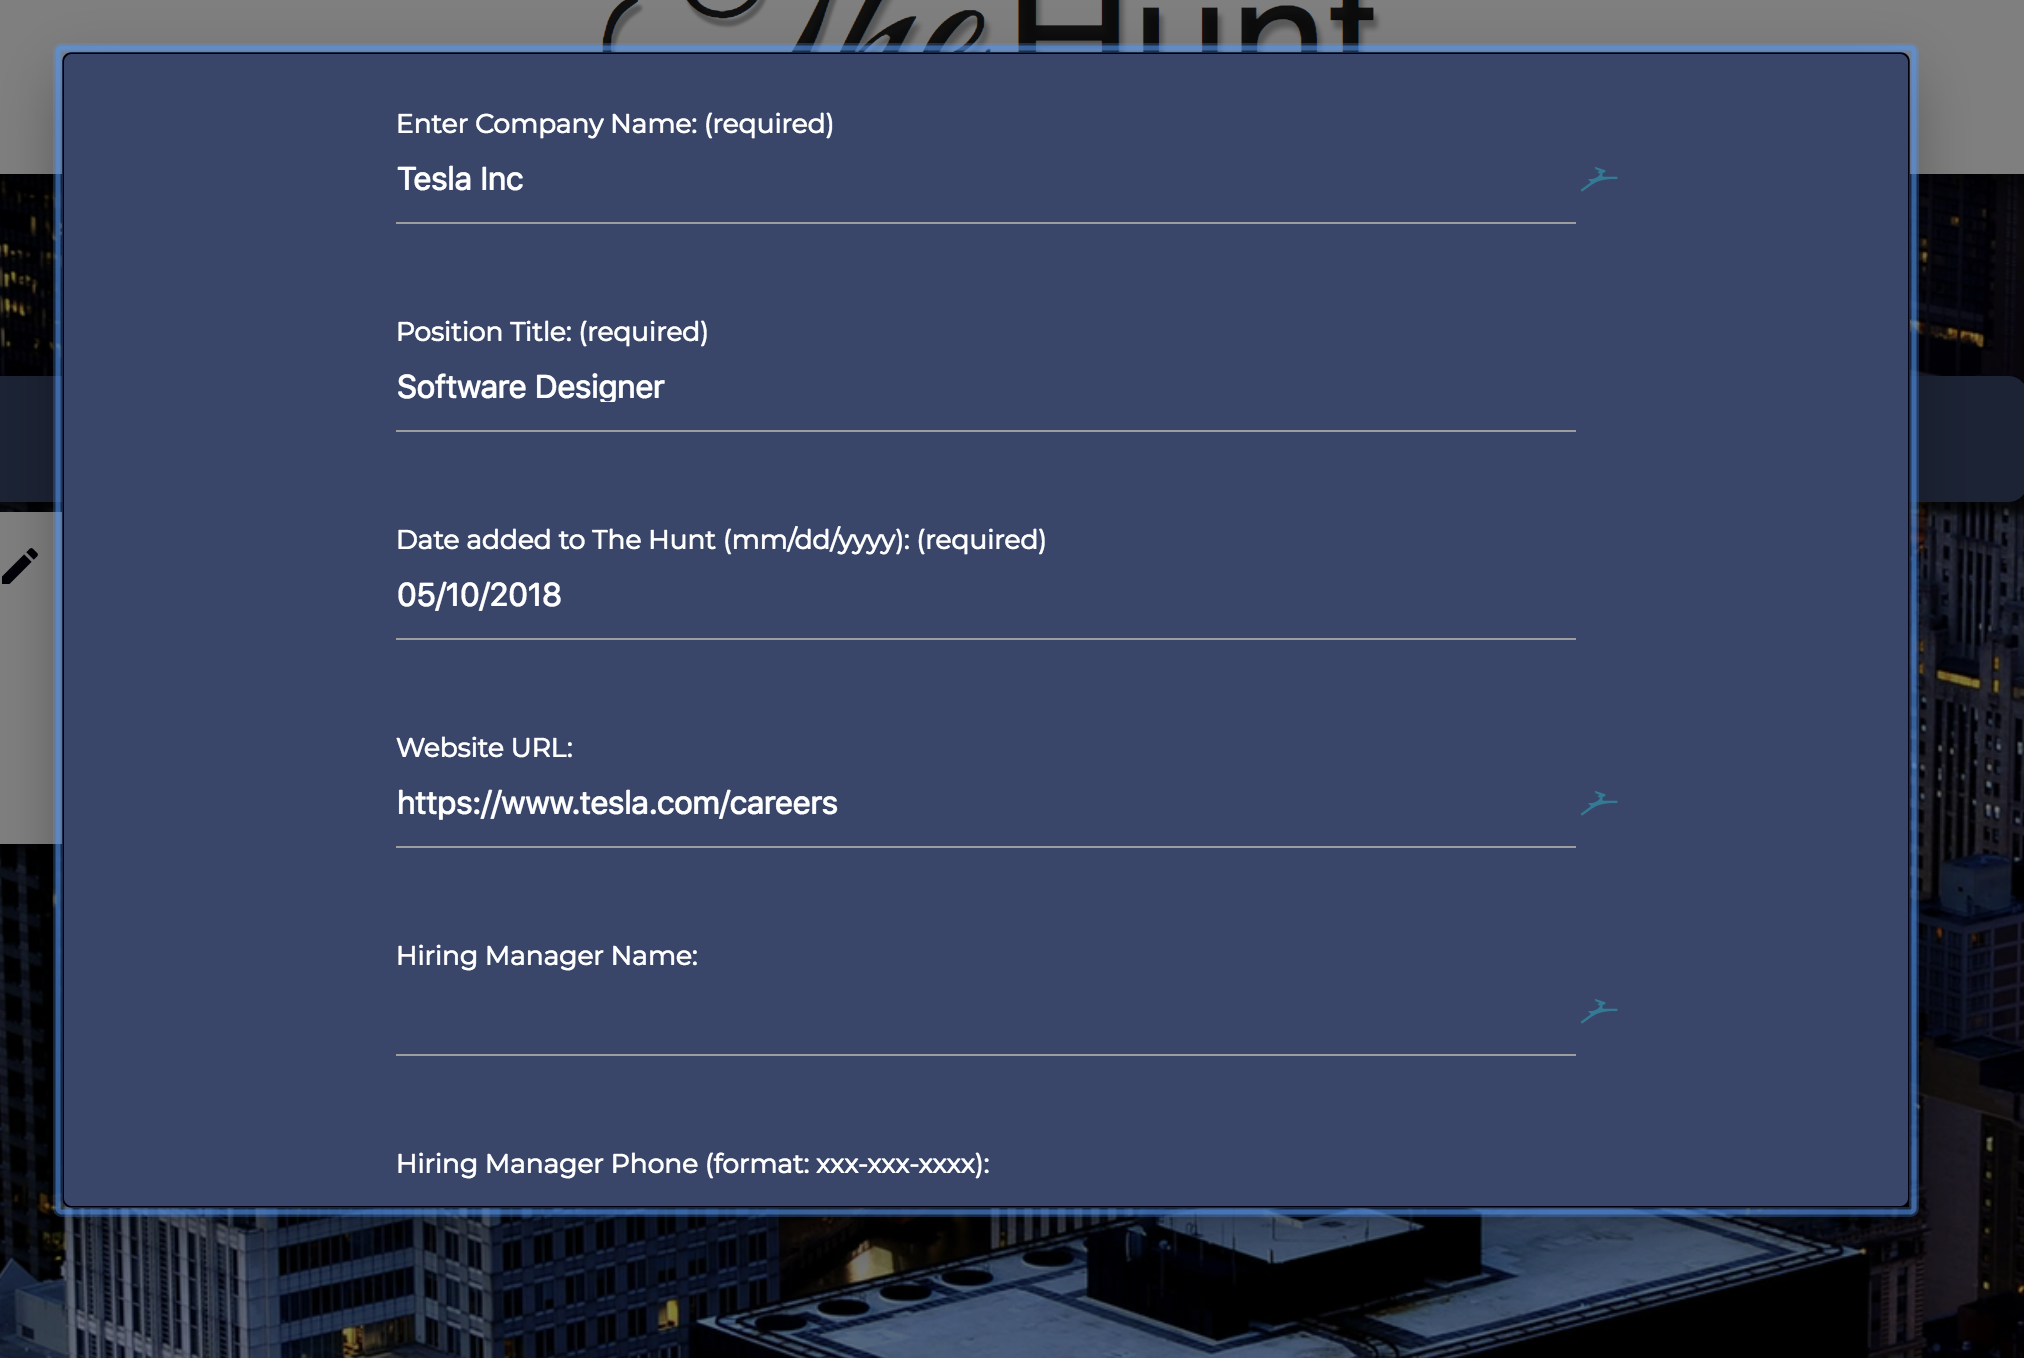 The Hunt
Enter Company Name: (required)
Tesla Inc
Position Title: (required)
Software Designer
Date added to The Hunt (mm/dd/yyyy): (required)
05/10/2018
Website URL:
https://www.tesla.com/careers
Hiring Manager Name:
Hiring Manager Phone (format: xxx-xxx-xxxx):